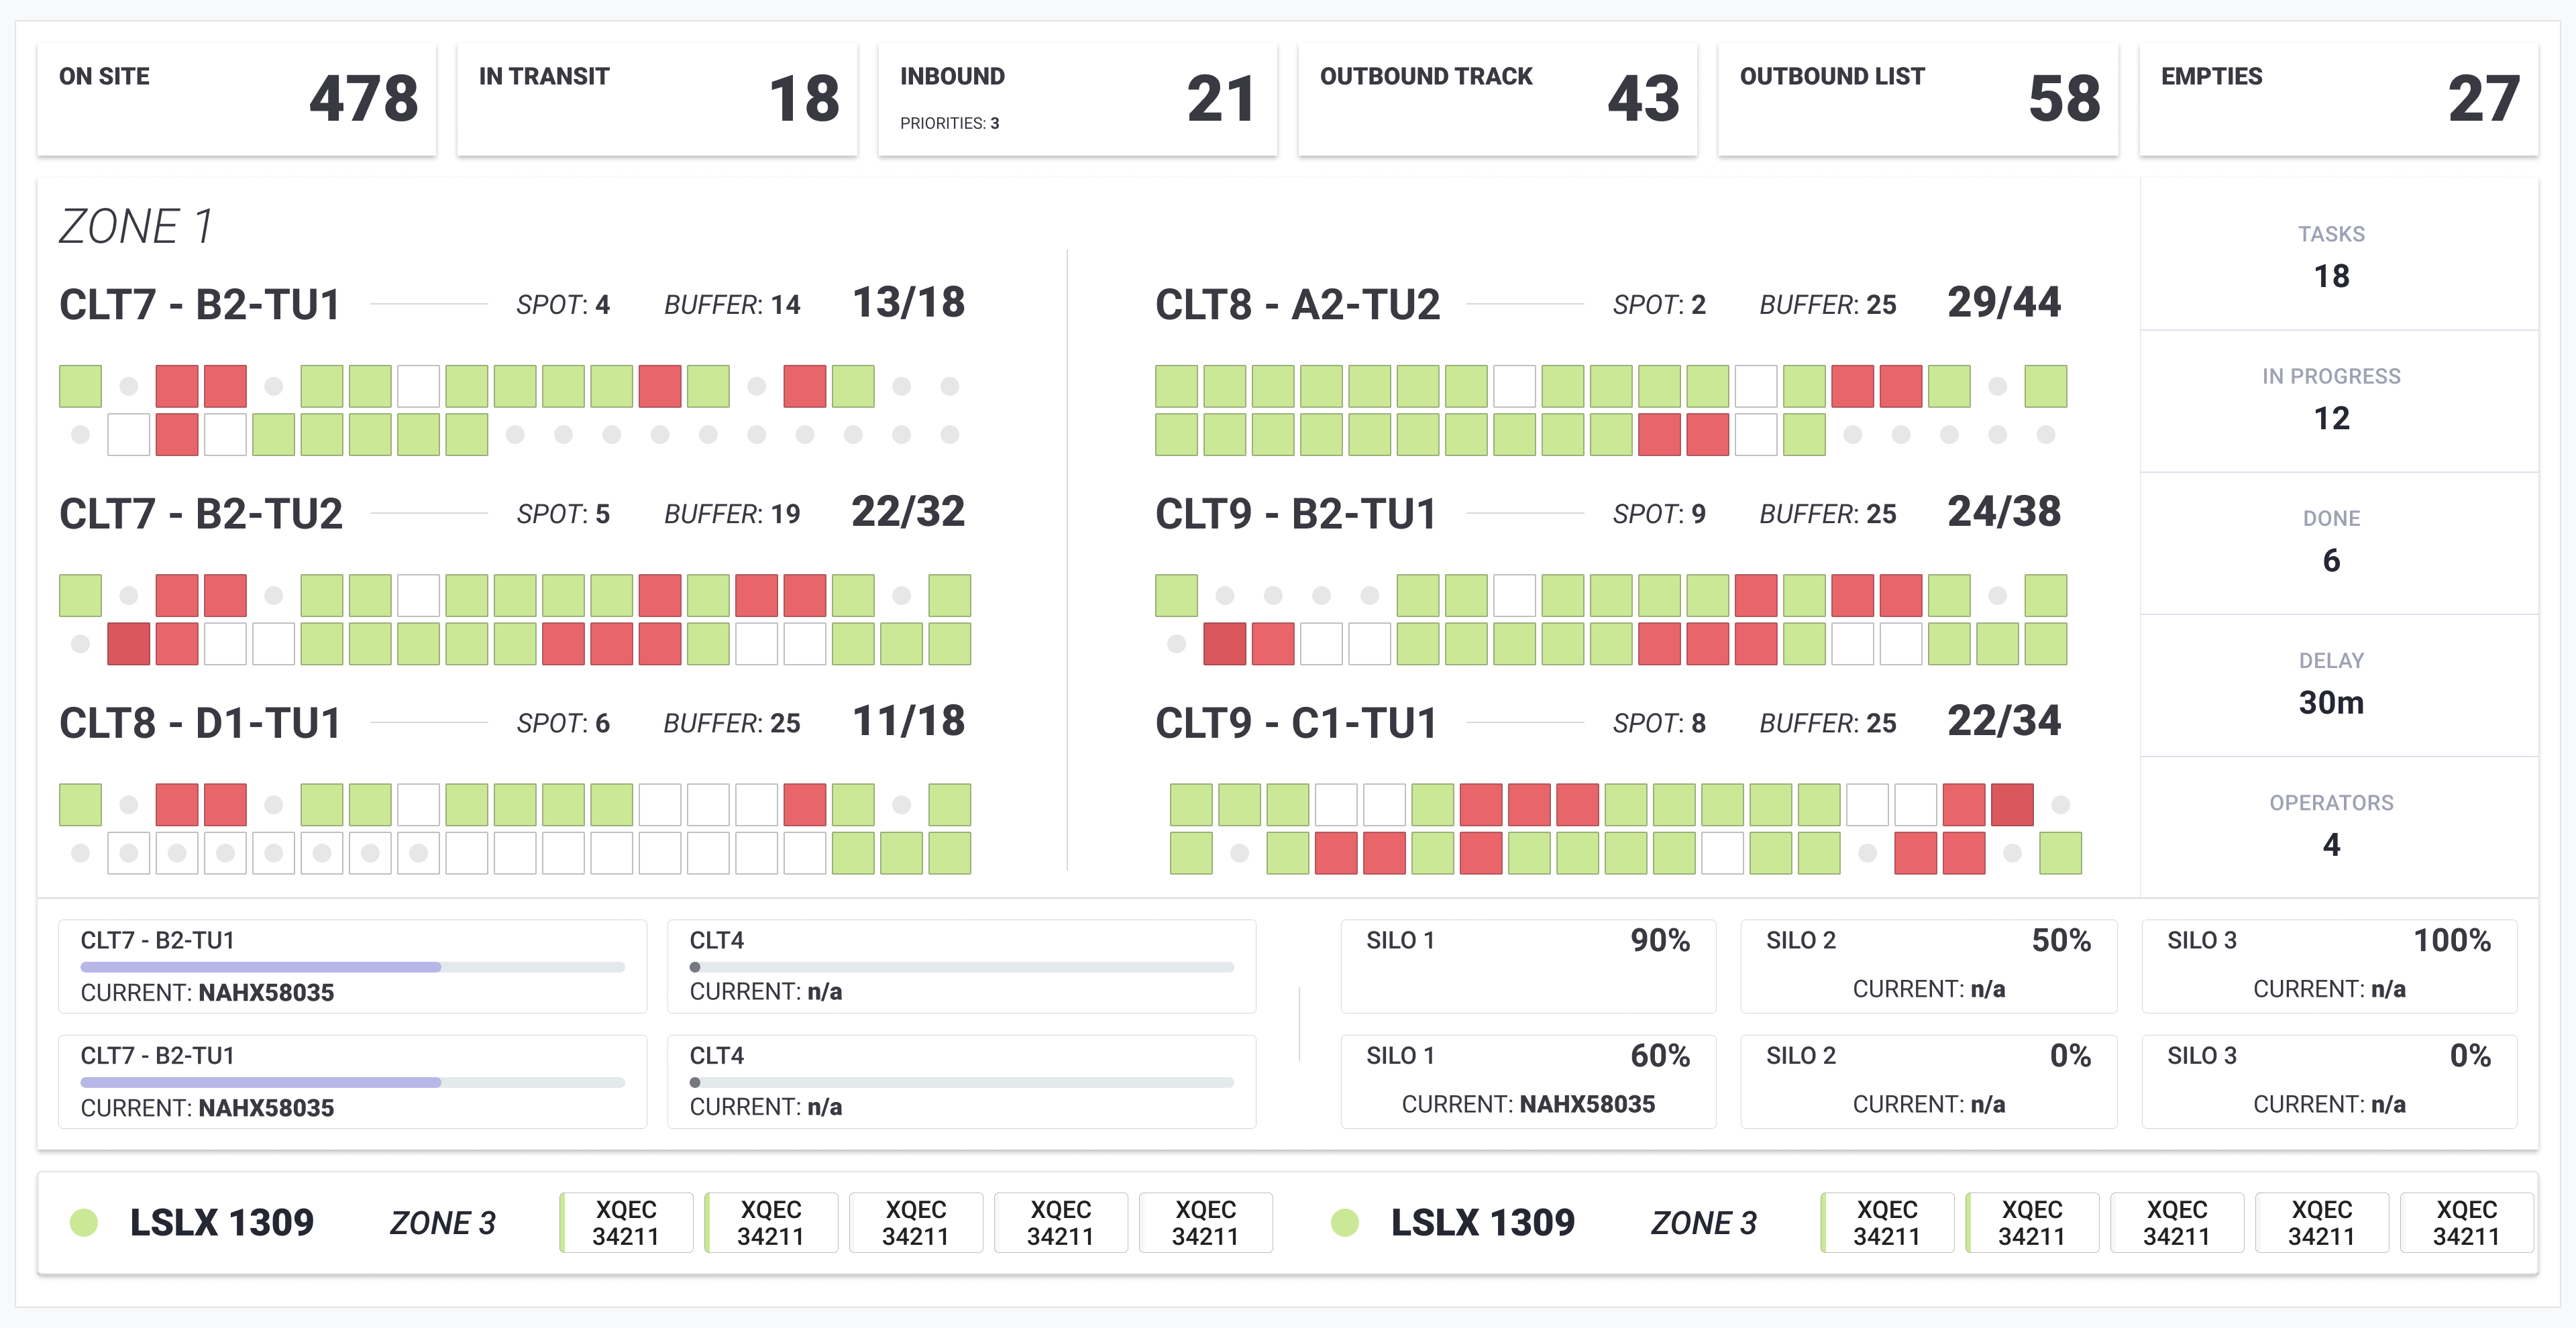 ON SITE 478
IN TRANSIT 18
INBOUND 21
PRIORITIES: 3
OUTBOUND TRACK 43
OUTBOUND LIST 58
EMPTIES 27
ZONE 1
CLT7 - B2-TU1 SPOT: 4 BUFFER: 14 13/18
CLT7 - B2-TU2 SPOT: 5 BUFFER: 19 22/32
CLT8 - D1-TU1 SPOT: 6 BUFFER: 25 11/18
CLT8 - A2-TU2 SPOT: 2 BUFFER: 25 29/44
CLT9 - B2-TU1 SPOT: 9 BUFFER: 25 24/38
CLT9 - C1-TU1 SPOT: 8 BUFFER: 25 22/34
TASKS
18
IN PROGRESS
12
DONE
6
DELAY
30m
OPERATORS
4
CLT7 - B2-TU1
CURRENT: NAHX58035
CLT4
CURRENT: n/a
CLT7 - B2-TU1
CURRENT: NAHX58035
CLT4
CURRENT: n/a
SILO 1 90%
SILO 2 50%
CURRENT: n/a
SILO 3 100%
CURRENT: n/a
SILO 1 60%
CURRENT: NAHX58035
SILO 2 0%
CURRENT: n/a
SILO 3 0%
CURRENT: n/a
LSLX 1309 ZONE 3
XQEC
34211
XQEC
34211
XQEC
34211
XQEC
34211
XQEC
34211
LSLX 1309 ZONE 3
XQEC
34211
XQEC
34211
XQEC
34211
XQEC
34211
XQEC
34211